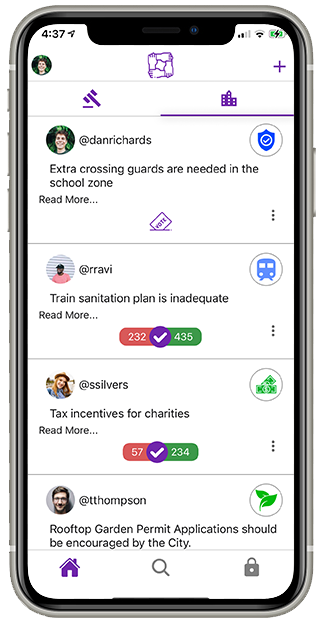 4:37
@danrichards
Extra crossing guards are needed in the
school zone
Read More...
VOTE
@rravi
Train sanitation plan is inadequate
Read More...
232 435
@ssilvers
Tax incentives for charities
Read More...
57 234
@tthompson
Rooftop Garden Permit Applications should
be encouraged by the City.